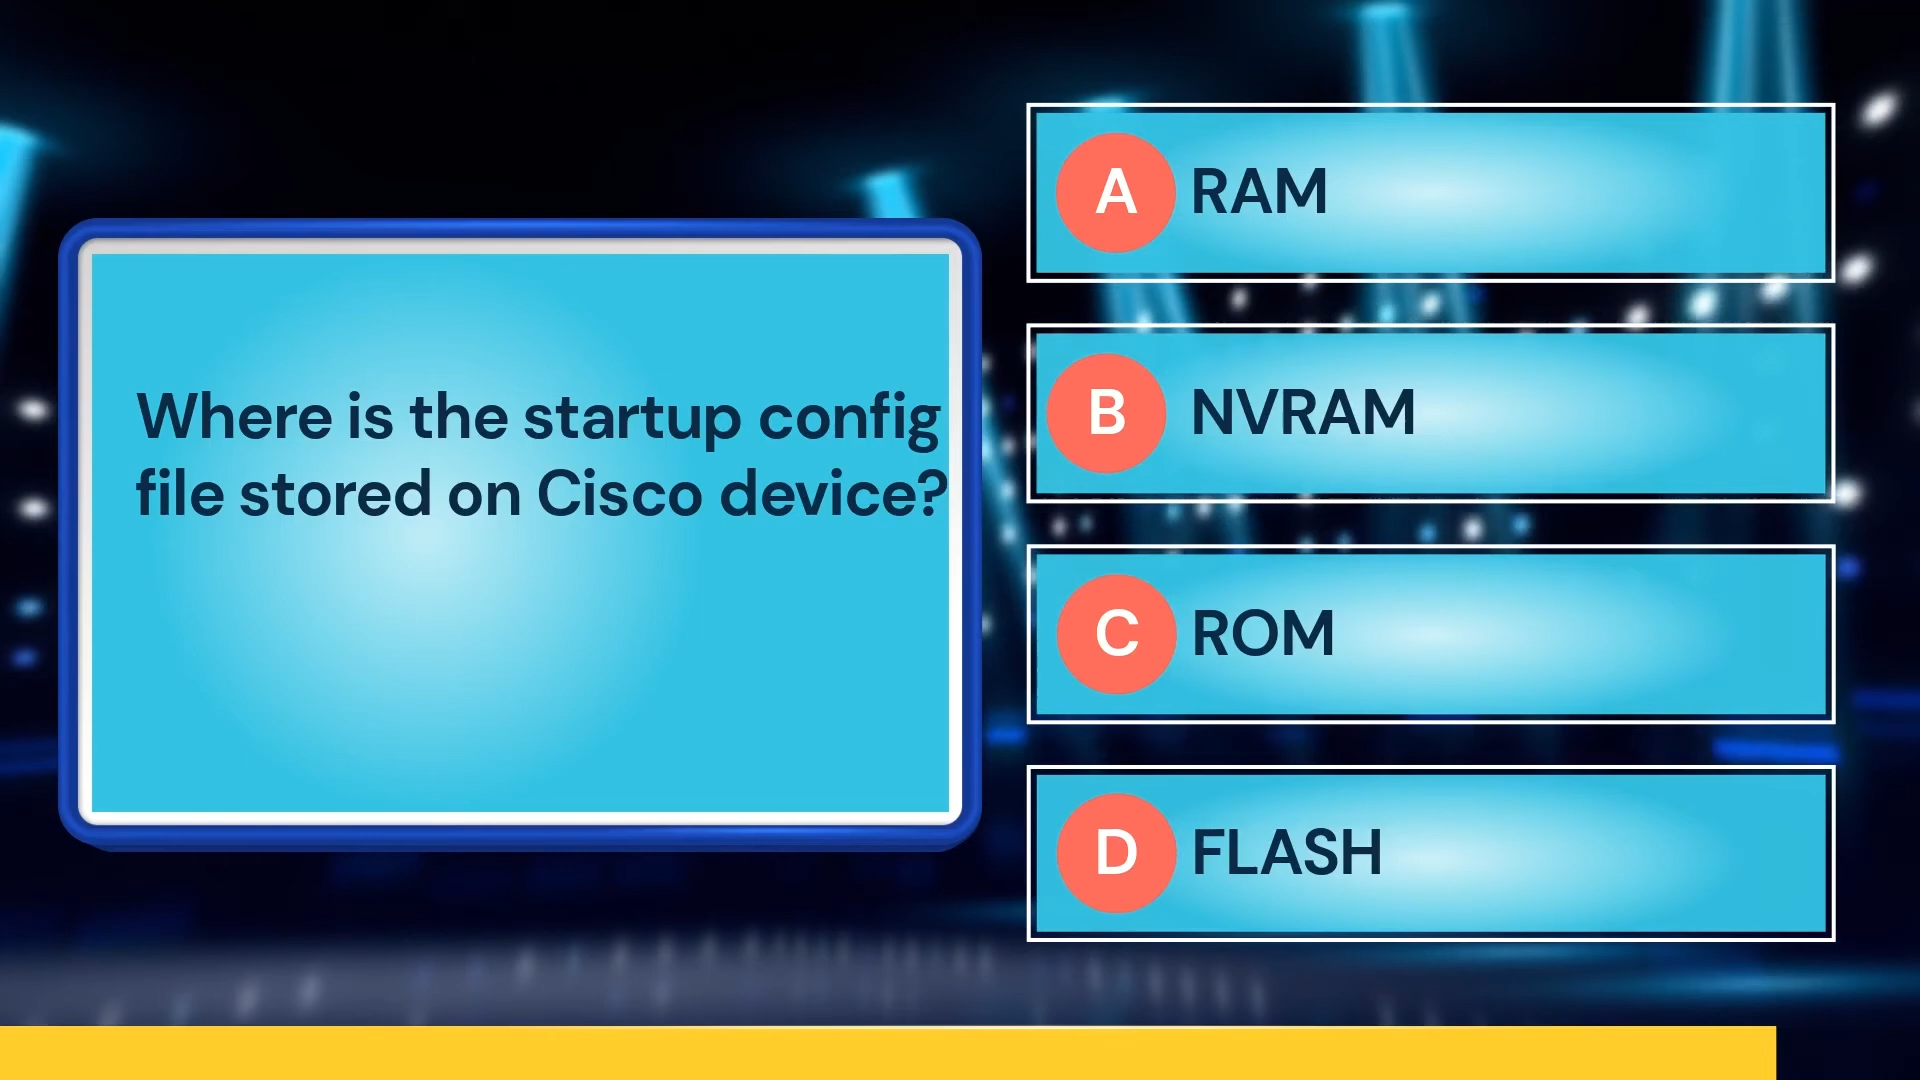 Where is the startup config
file stored on Cisco device?
A RAM
B NVRAM
C ROM
D FLASH